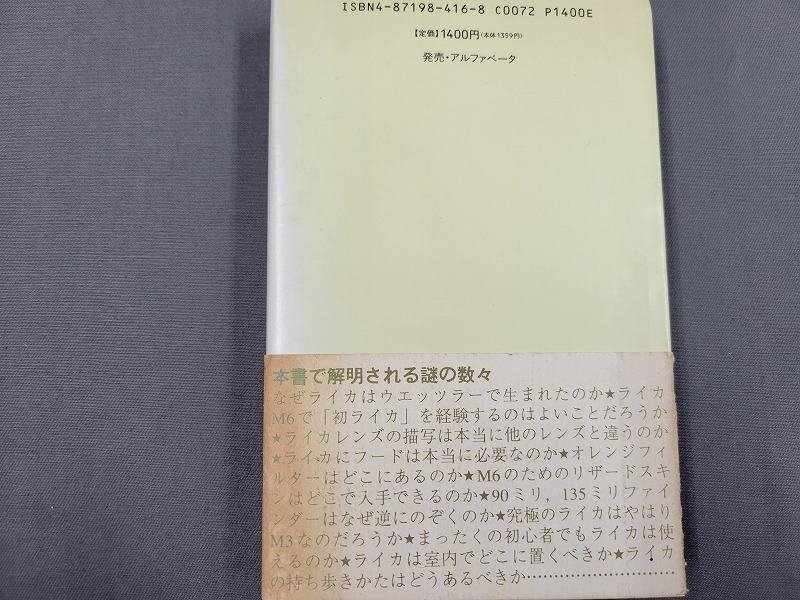 ISBN4-87198-416-8 C0072 P1400E
【定価】1400円(本体1359円)
発売・アルファベータ
本書で解明される謎の数々
なぜライカはウエッツラーで生まれたのか★ライカ
M6で「初ライカ」を経験するのはよいことだろうか
★ライカレンズの描写は本当に他のレンズと違うのか
★ライカにフードは本当に必要なのか★オレンジフィ
ルターはどこにあるのか★M6のためのリザードスキ
ンはどこで入手できるのか★90ミリ，135ミリファイ
ンダーはなぜ逆にのぞくのか★究極のライカはやはり
M3なのだろうか★まったくの初心者でもライカは使
えるのか★ライカは室内でどこに置くべきか★ライカ
の持ち歩きかたはどうあるべきか…………………………